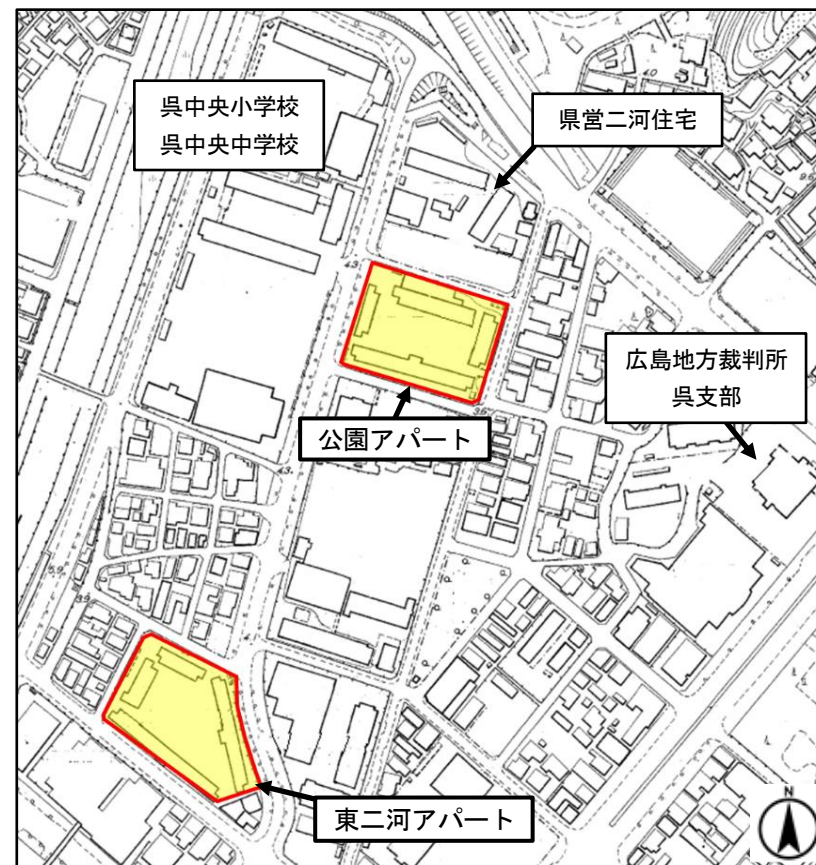 呉中央小学校
呉中央中学校
県営二河住宅
広島地方裁判所
呉支部
公園アパート
東二河アパート
N